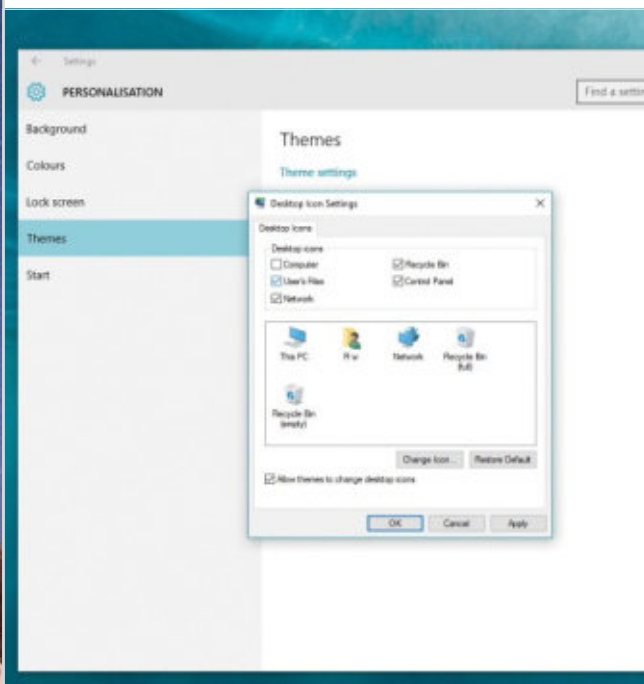 Settings
PERSONALISATION
Find a settin
Background
Colours
Lock screen
Themes
Start
Themes
Theme settings
Desktop Icon Settings
Desktop Icons
Desktop icons
Computer
Recycle Bin
User's Files
Control Panel
Network
This PC
Network
Recycle Bin
(full)
Recycle Bin
(empty)
Change Icon...
Restore Default
Allow themes to change desktop icons
OK
Cancel
Apply